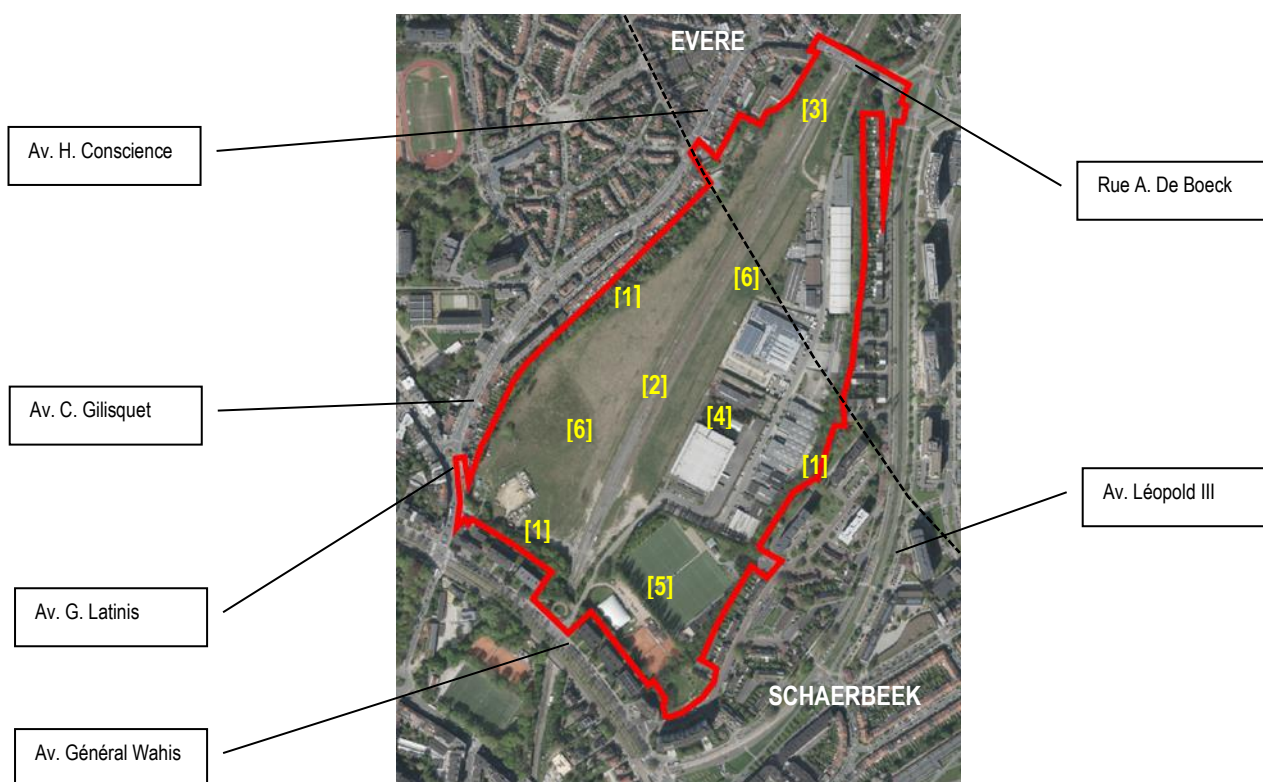 EVERE
[3]
Av. H. Conscience
Rue A. De Boeck
[6]
[1]
[2]
Av. C. Gilisquet
[4]
[6]
[1]
Av. Léopold III
[1]
[5]
Av. G. Latinis
SCHAERBEEK
Av. Général Wahis